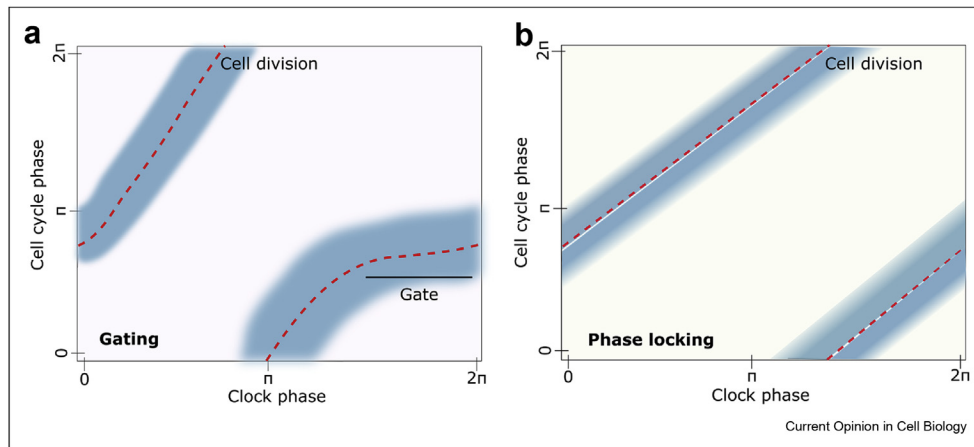 a
2π
Cell division
Cell cycle phase
π
Gate
0
Gating
0
π
2π
Clock phase
b
2π
Cell division
Cell cycle phase
π
0
Phase locking
0
π
2π
Clock phase
Current Opinion in Cell Biology